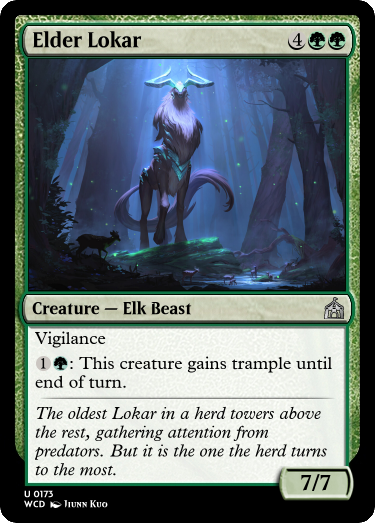 Elder Lokar 4
Creature — Elk Beast
Vigilance
1: This creature gains trample until
end of turn.
The oldest Lokar in a herd towers above
the rest, gathering attention from
predators. But it is the one the herd turns
to the most.
7/7
U 0173
WCD Jiunn Kuo